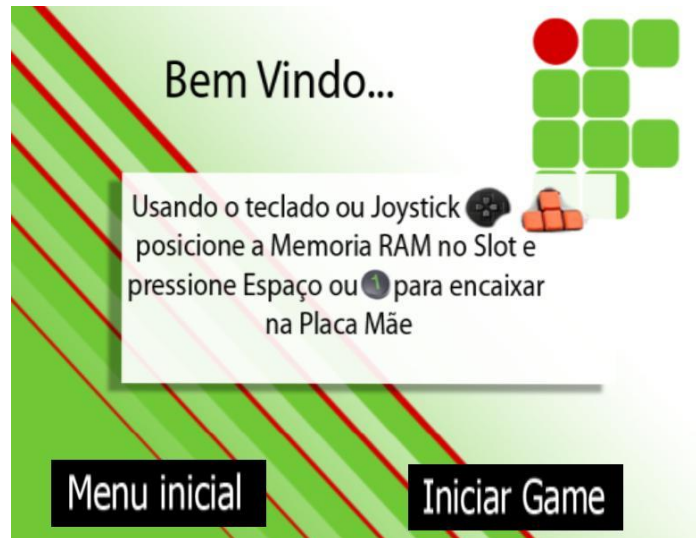 Bem Vindo...
Usando o teclado ou Joystick
posicione a Memoria RAM no Slot e
pressione Espaço ou 1 para encaixar
na Placa Mãe
Menu inicial
Iniciar Game